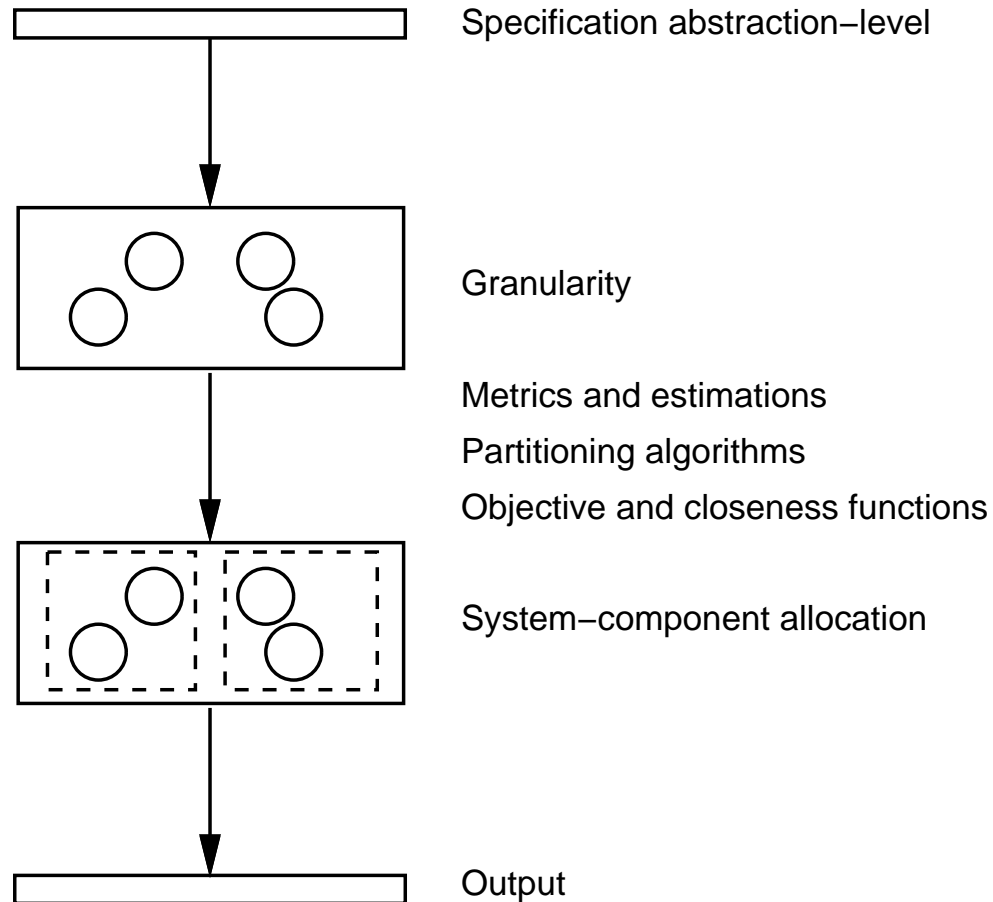 Specification abstraction−level
Granularity
Metrics and estimations
Partitioning algorithms
Objective and closeness functions
System−component allocation
Output